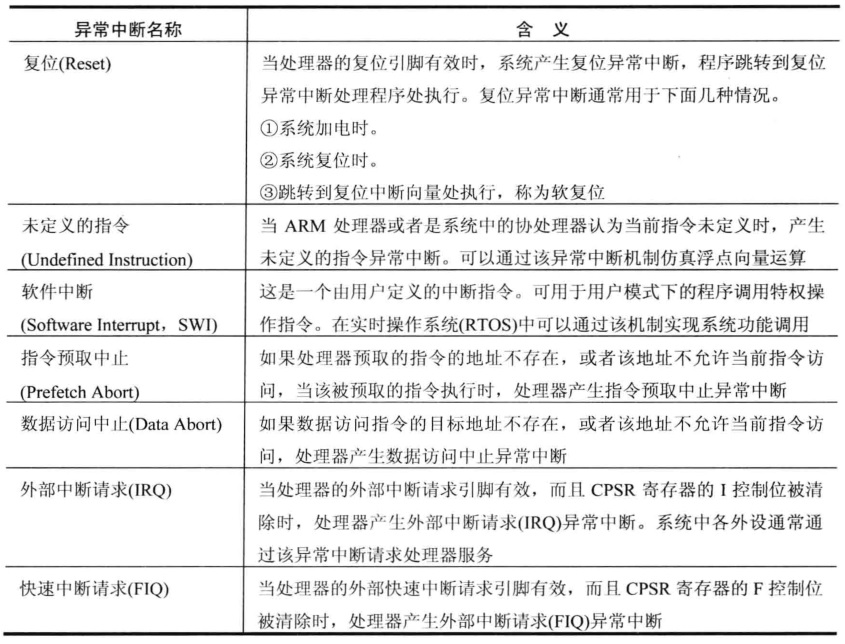 异常中断名称 含 义
复位(Reset) 当处理器的复位引脚有效时，系统产生复位异常中断，程序跳转到复位
异常中断处理程序处执行。复位异常中断通常用于下面几种情况。
①系统加电时。
②系统复位时。
③跳转到复位中断向量处执行，称为软复位
未定义的指令 当 ARM 处理器或者是系统中的协处理器认为当前指令未定义时，产生
(Undefined Instruction) 未定义的指令异常中断。可以通过该异常中断机制仿真浮点向量运算
软件中断 这是一个由用户定义的中断指令。可用于用户模式下的程序调用特权操
(Software Interrupt，SWI) 作指令。在实时操作系统(RTOS)中可以通过该机制实现系统功能调用
指令预取中止 如果处理器预取的指令的地址不存在，或者该地址不允许当前指令访
(Prefetch Abort) 问，当该被预取的指令执行时，处理器产生指令预取中止异常中断
数据访问中止(Data Abort) 如果数据访问指令的目标地址不存在，或者该地址不允许当前指令访
问，处理器产生数据访问中止异常中断
外部中断请求(IRQ) 当处理器的外部中断请求引脚有效，而且 CPSR 寄存器的 I 控制位被清
除时，处理器产生外部中断请求(IRQ)异常中断。系统中各外设通常通
过该异常中断请求处理器服务
快速中断请求(FIQ) 当处理器的外部快速中断请求引脚有效，而且 CPSR 寄存器的 F 控制位
被清除时，处理器产生外部中断请求(FIQ)异常中断